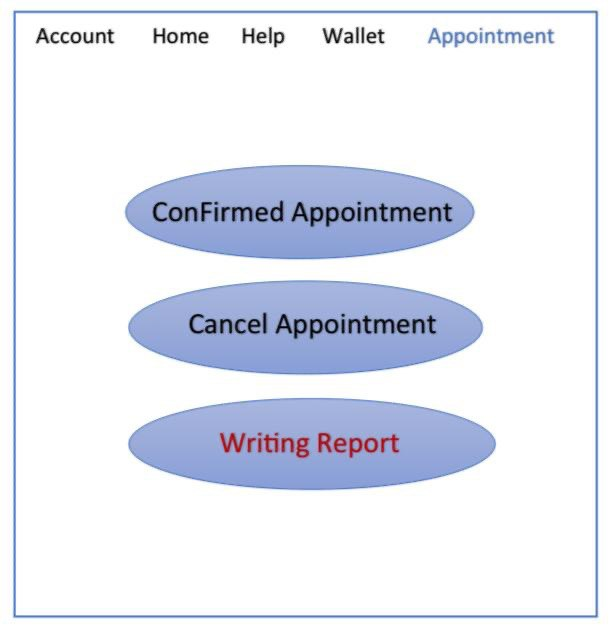 Account Home Help Wallet Appointment
ConFirmed Appointment
Cancel Appointment
Writing Report